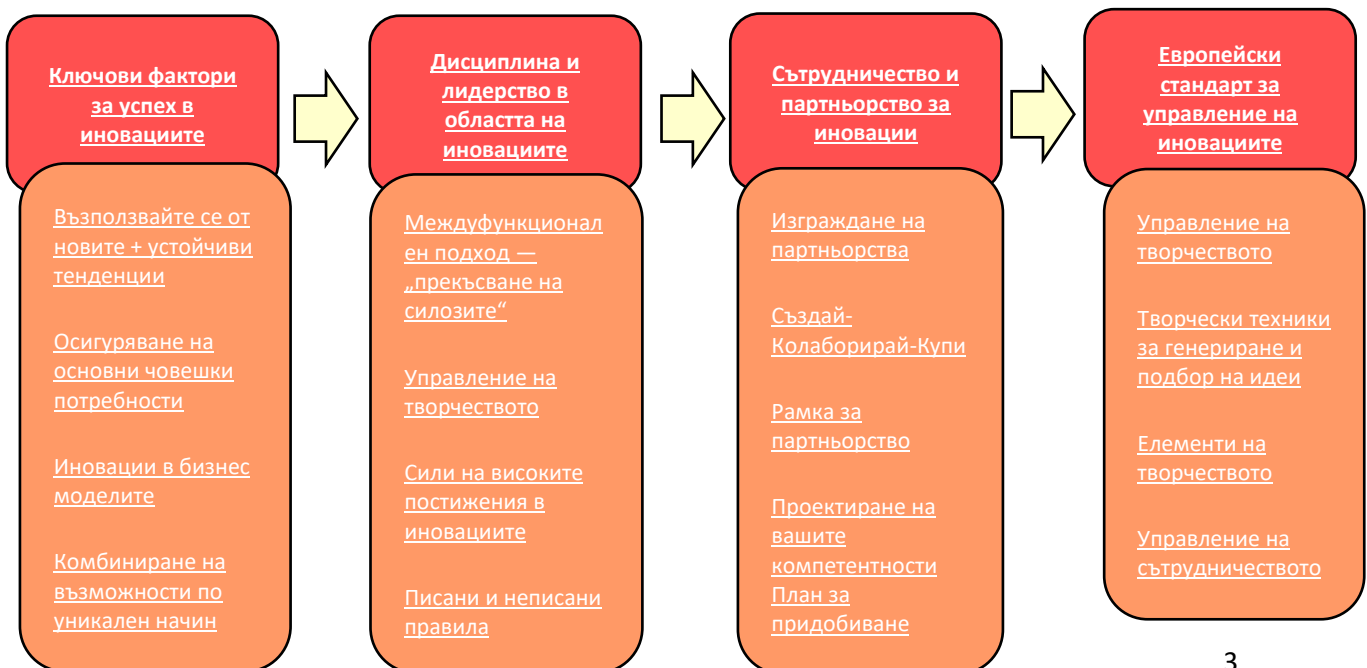 Ключови фактори
за успех в
иновациите
Възползвайте се от
новите + устойчиви
тенденции
Осигуряване на
основни човешки
потребности
Иновации в бизнес
моделите
Комбиниране на
възможности по
уникален начин
Дисциплина и
лидерство в
областта на
иновациите
Междуфункционал
ен подход —
„прекъсване на
силозите“
Управление на
творчеството
Сили на високите
постижения в
иновациите
Писани и неписани
правила
Сътрудничество и
партньорство за
иновации
Изграждане на
партньорства
Създай-
Колаборирай-Купи
Рамка за
партньорство
Проектиране на
вашите
компетентности
План за
придобиване
Европейски
стандарт за
управление на
иновациите
Управление на
творчеството
Творчески техники
за генериране и
подбор на идеи
Елементи на
творчеството
Управление на
сътрудничеството
3